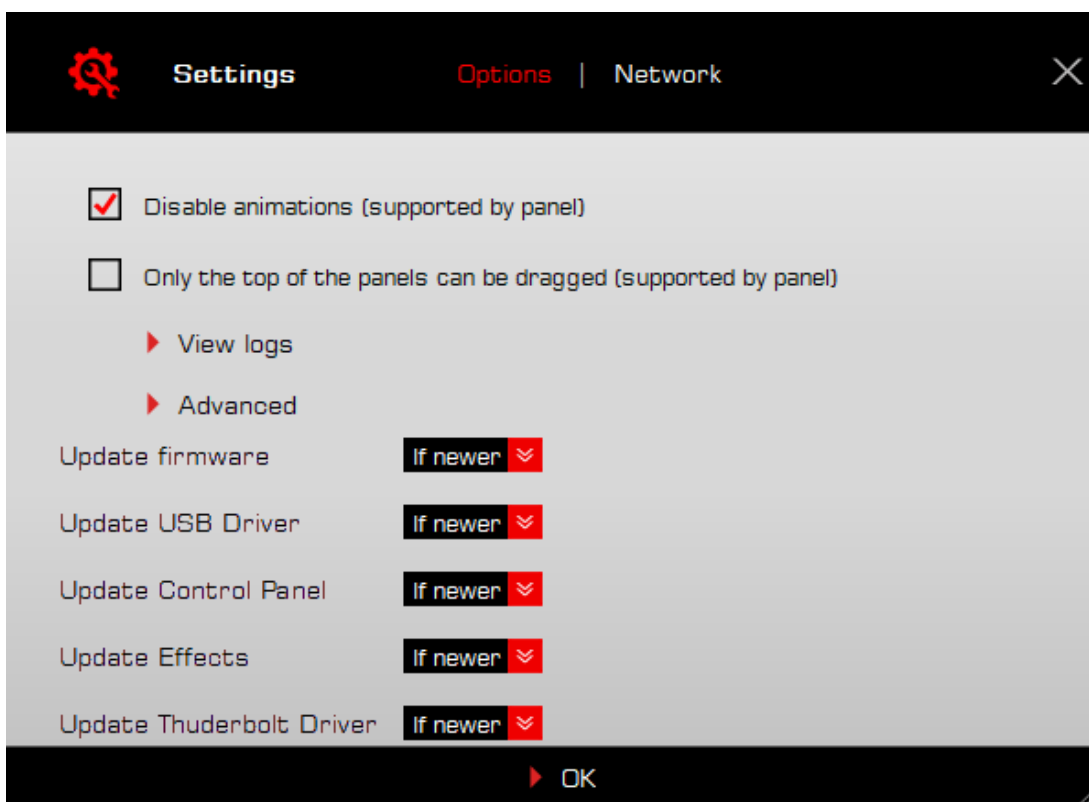 Settings Options | Network
Disable animations (supported by panel)
Only the top of the panels can be dragged (supported by panel)
View logs
Advanced
Update firmware If newer
Update USB Driver If newer
Update Control Panel If newer
Update Effects If newer
Update Thuderbolt Driver If newer
OK